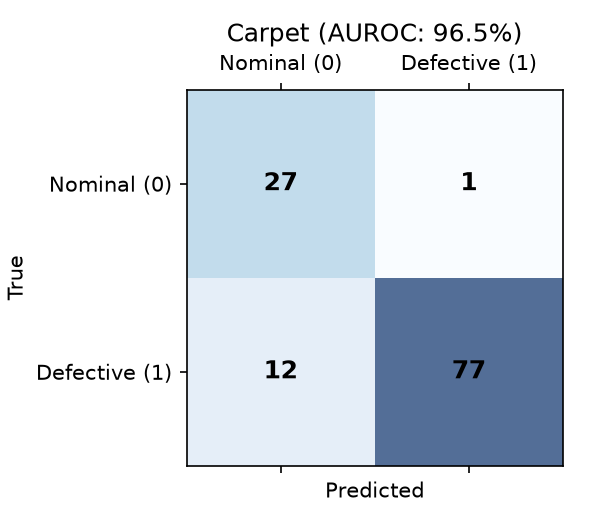 Carpet (AUROC: 96.5%)
Nominal (0) Defective (1)
Nominal (0) 27 1
True
Defective (1) 12 77
Predicted